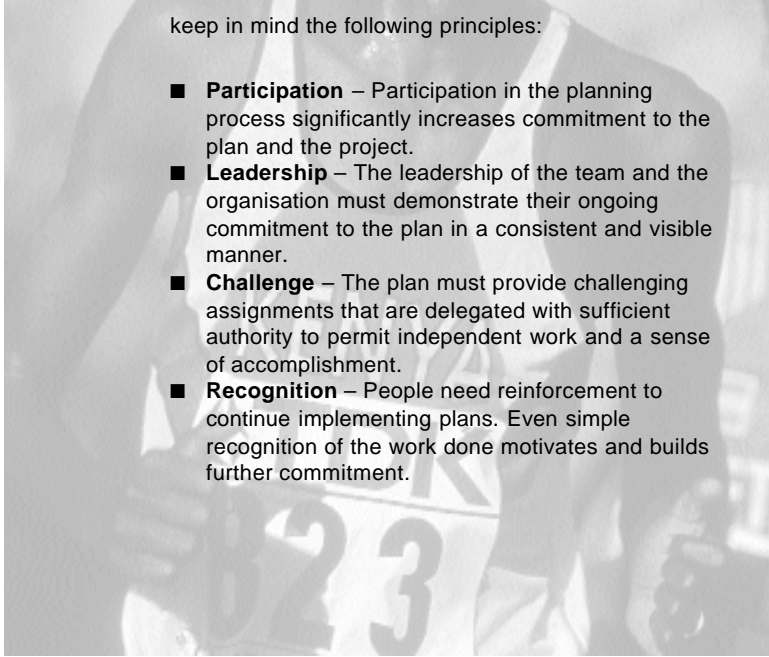 keep in mind the following principles:
■ Participation – Participation in the planning
process significantly increases commitment to the
plan and the project.
■ Leadership – The leadership of the team and the
organisation must demonstrate their ongoing
commitment to the plan in a consistent and visible
manner.
■ Challenge – The plan must provide challenging
assignments that are delegated with sufficient
authority to permit independent work and a sense
of accomplishment.
■ Recognition – People need reinforcement to
continue implementing plans. Even simple
recognition of the work done motivates and builds
further commitment.
KENYA
TDK
823